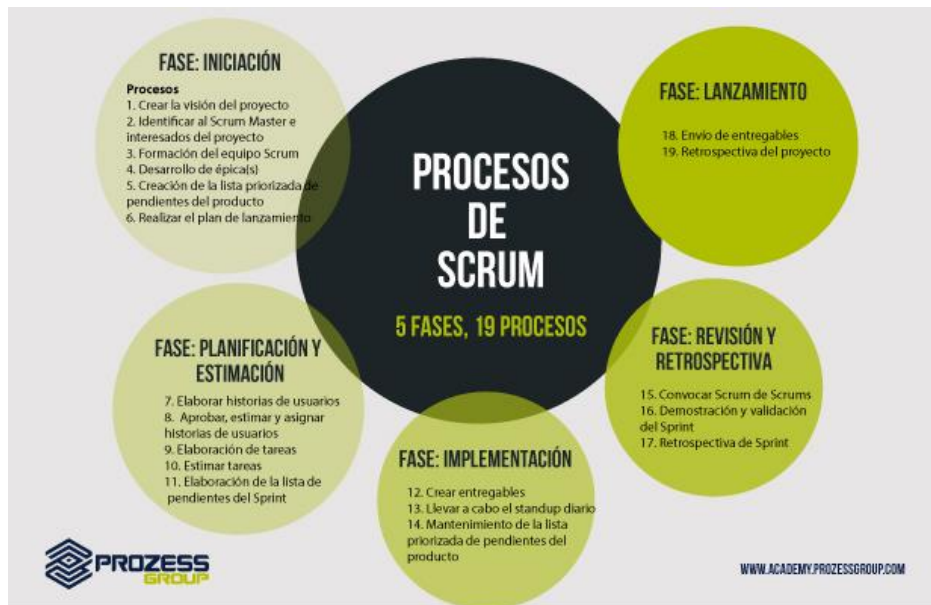 FASE: INICIACIÓN
Procesos
1. Crear la visión del proyecto
2. Identificar al Scrum Master e
interesados del proyecto
3. Formación del equipo Scrum
4. Desarrollo de épica(s)
5. Creación de la lista priorizada de
pendientes del producto
6. Realizar el plan de lanzamiento
PROCESOS
DE
SCRUM
5 FASES, 19 PROCESOS
FASE: LANZAMIENTO
18. Envío de entregables
19. Retrospectiva del proyecto
FASE: PLANIFICACIÓN Y
ESTIMACIÓN
7. Elaborar historias de usuarios
8. Aprobar, estimar y asignar
historias de usuarios
9. Elaboración de tareas
10. Estimar tareas
11. Elaboración de la lista de
pendientes del Sprint
FASE: IMPLEMENTACIÓN
12. Crear entregables
13. Llevar a cabo el standup diario
14. Mantenimiento de la lista
priorizada de pendientes del
producto
FASE: REVISIÓN Y
RETROSPECTIVA
15. Convocar Scrum de Scrums
16. Demostración y validación
del Sprint
17. Retrospectiva de Sprint
PROZESS
GROUP
WWW.ACADEMY.PROZESSGROUP.COM